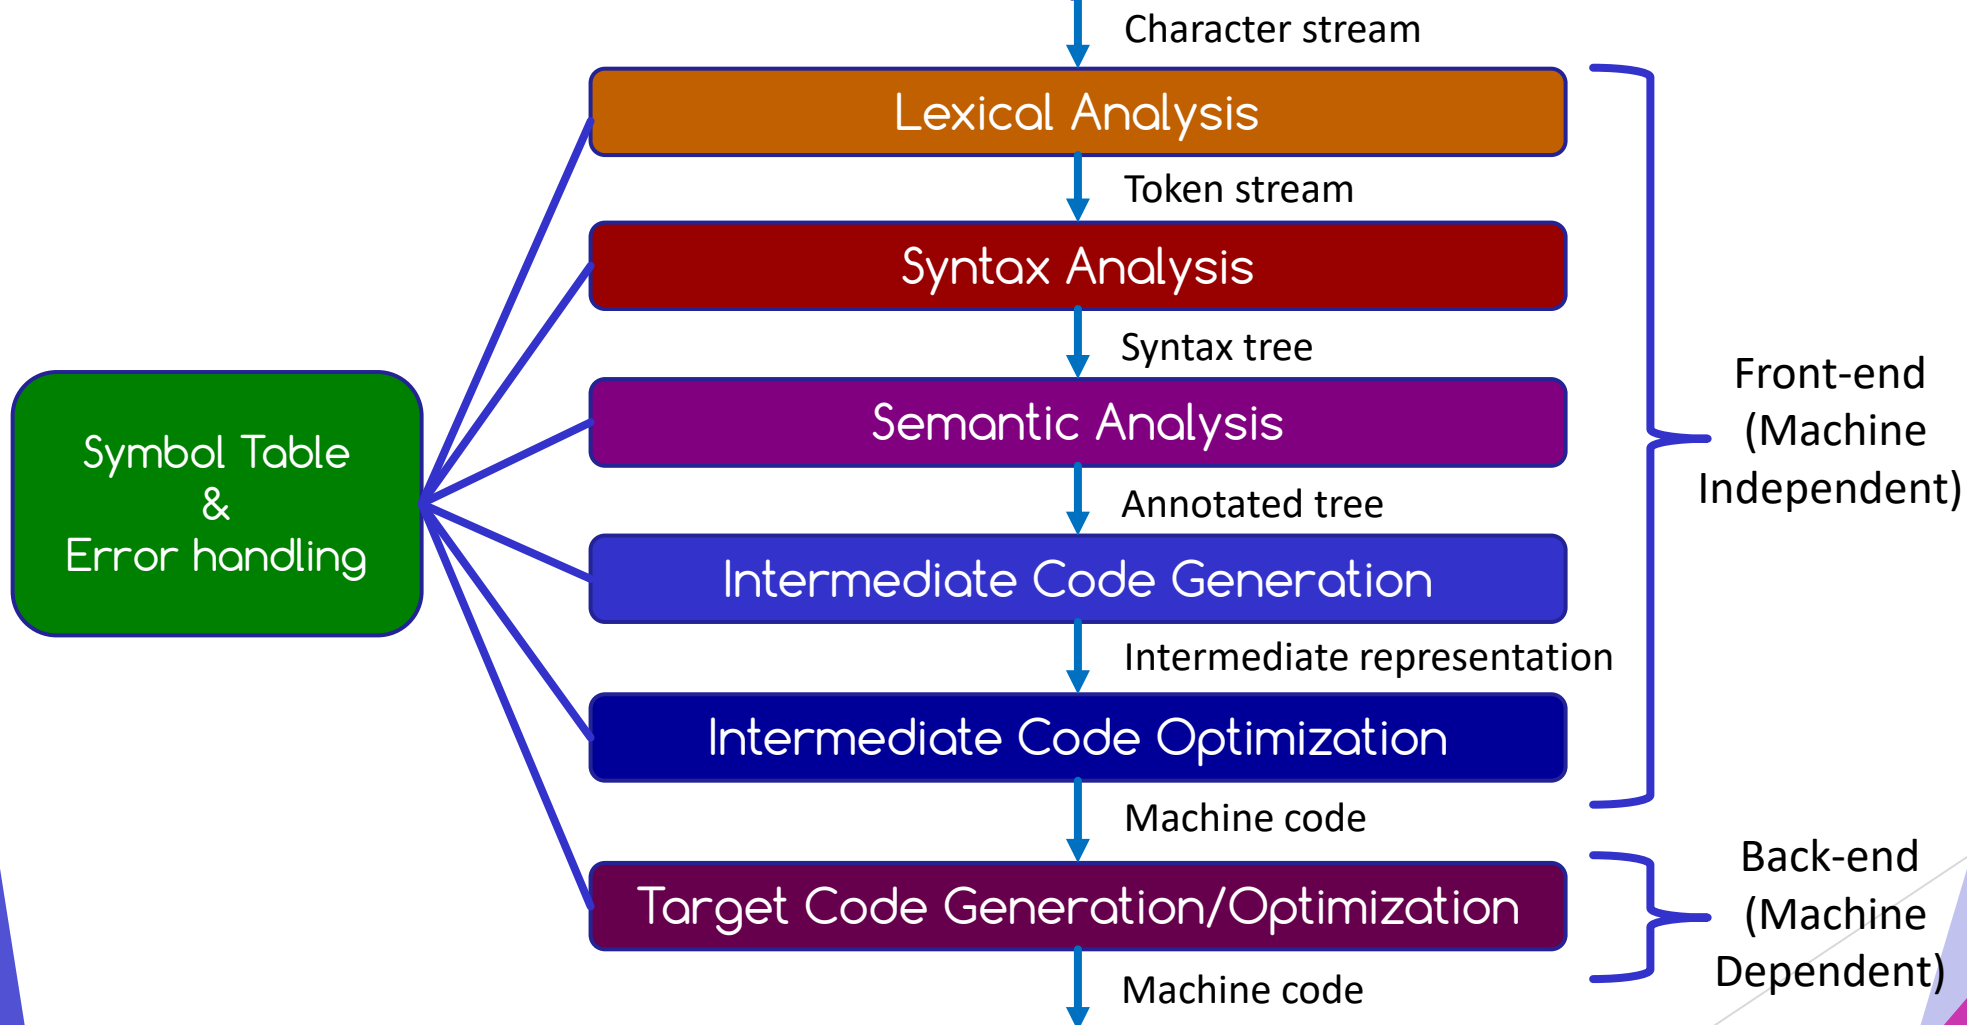 Character stream
Lexical Analysis
Token stream
Syntax Analysis
Syntax tree
Semantic Analysis
Annotated tree
Intermediate Code Generation
Intermediate representation
Intermediate Code Optimization
Machine code
Target Code Generation/Optimization
Machine code
Symbol Table
&
Error handling
Front-end
(Machine
Independent)
Back-end
(Machine
Dependent)